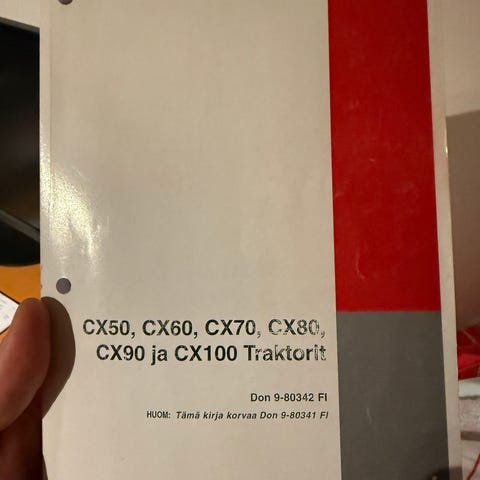 CX50, CX60, CX70, CX80,
CX90 ja CX100 Traktorit
Don 9-80342 FI
HUOM: Tämä kirja korvaa Don 9-80341 FI